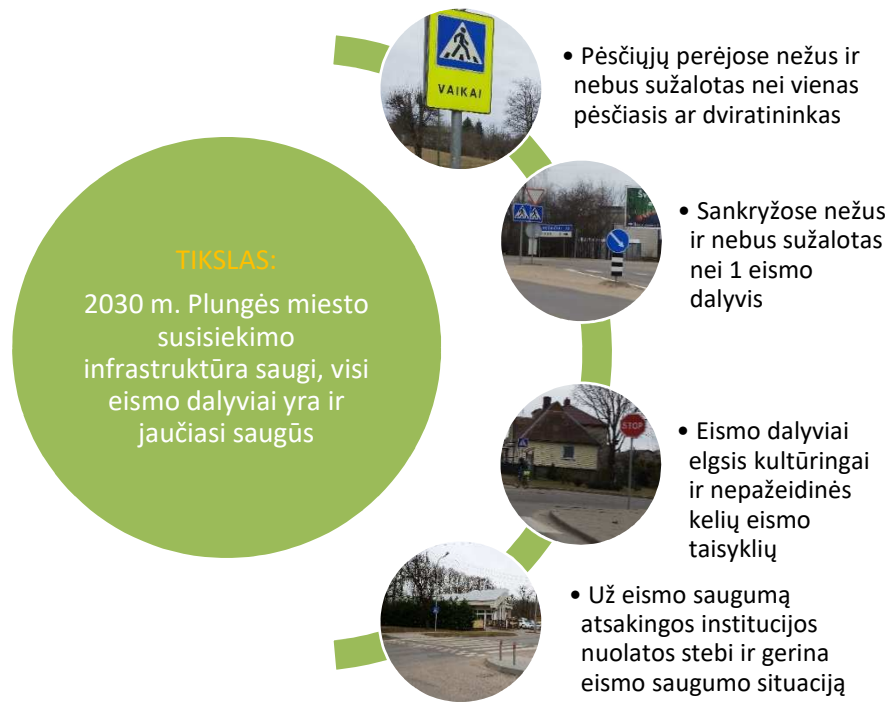 TIKSLAS:
2030 m. Plungės miesto
susisiekimo
infrastruktūra saugi, visi
eismo dalyviai yra ir
jaučiasi saugūs
VAIKAI
• Pėsčiųjų perėjose nežus ir
nebus sužalotas nei vienas
pėsčiasis ar dviratininkas
• Sankryžose nežus
ir nebus sužalotas
nei 1 eismo
dalyvis
STOP
• Eismo dalyviai
elgsis kultūringai
ir nepažeidinės
kelių eismo
taisyklių
• Už eismo saugumą
atsakingos institucijos
nuolatos stebi ir gerina
eismo saugumo situaciją